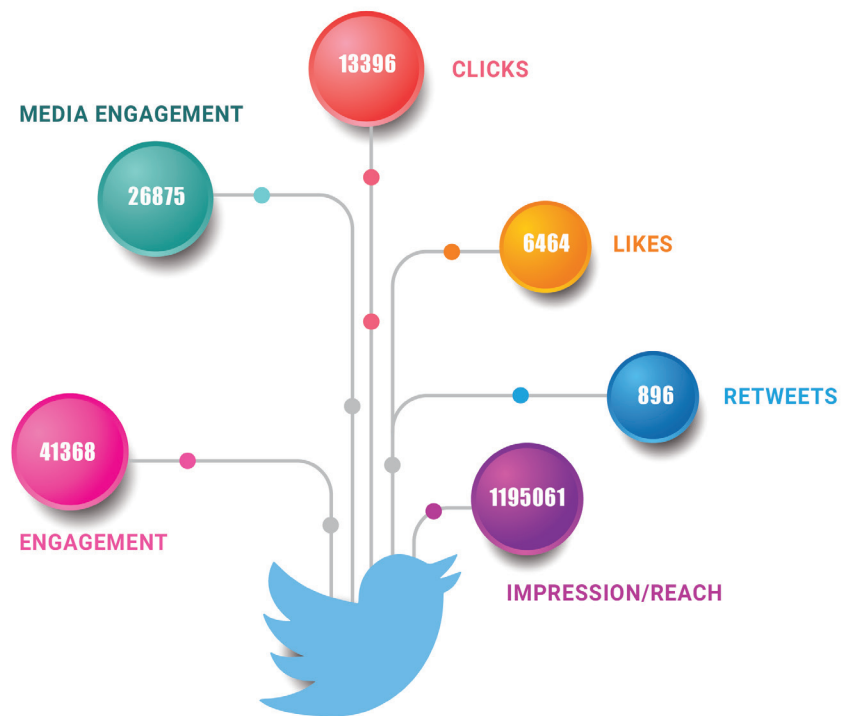 13396
CLICKS
MEDIA ENGAGEMENT
26875
6464
LIKES
896
RETWEETS
41368
ENGAGEMENT
1195061
IMPRESSION/REACH